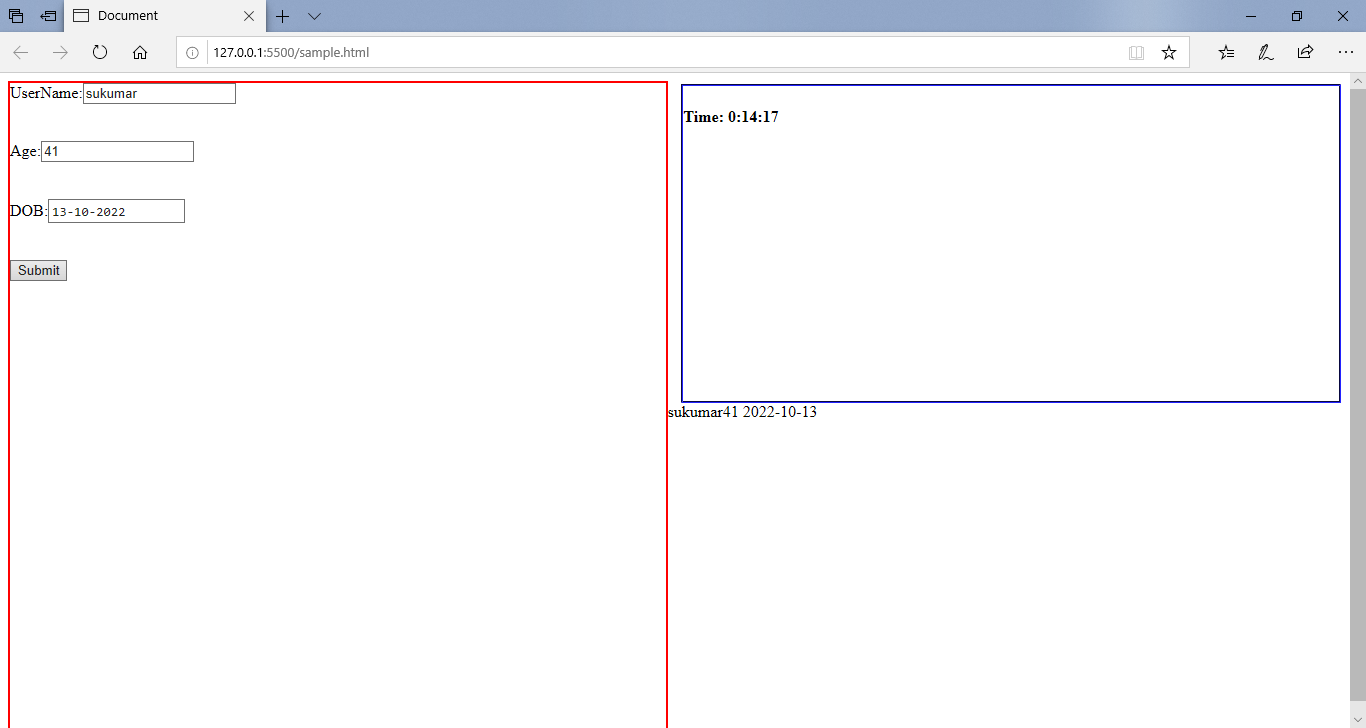 Document
127.0.0.1:5500/sample.html
UserName: sukumar
Age: 41
DOB: 13-10-2022
Submit
Time: 0:14:17
sukumar41 2022-10-13